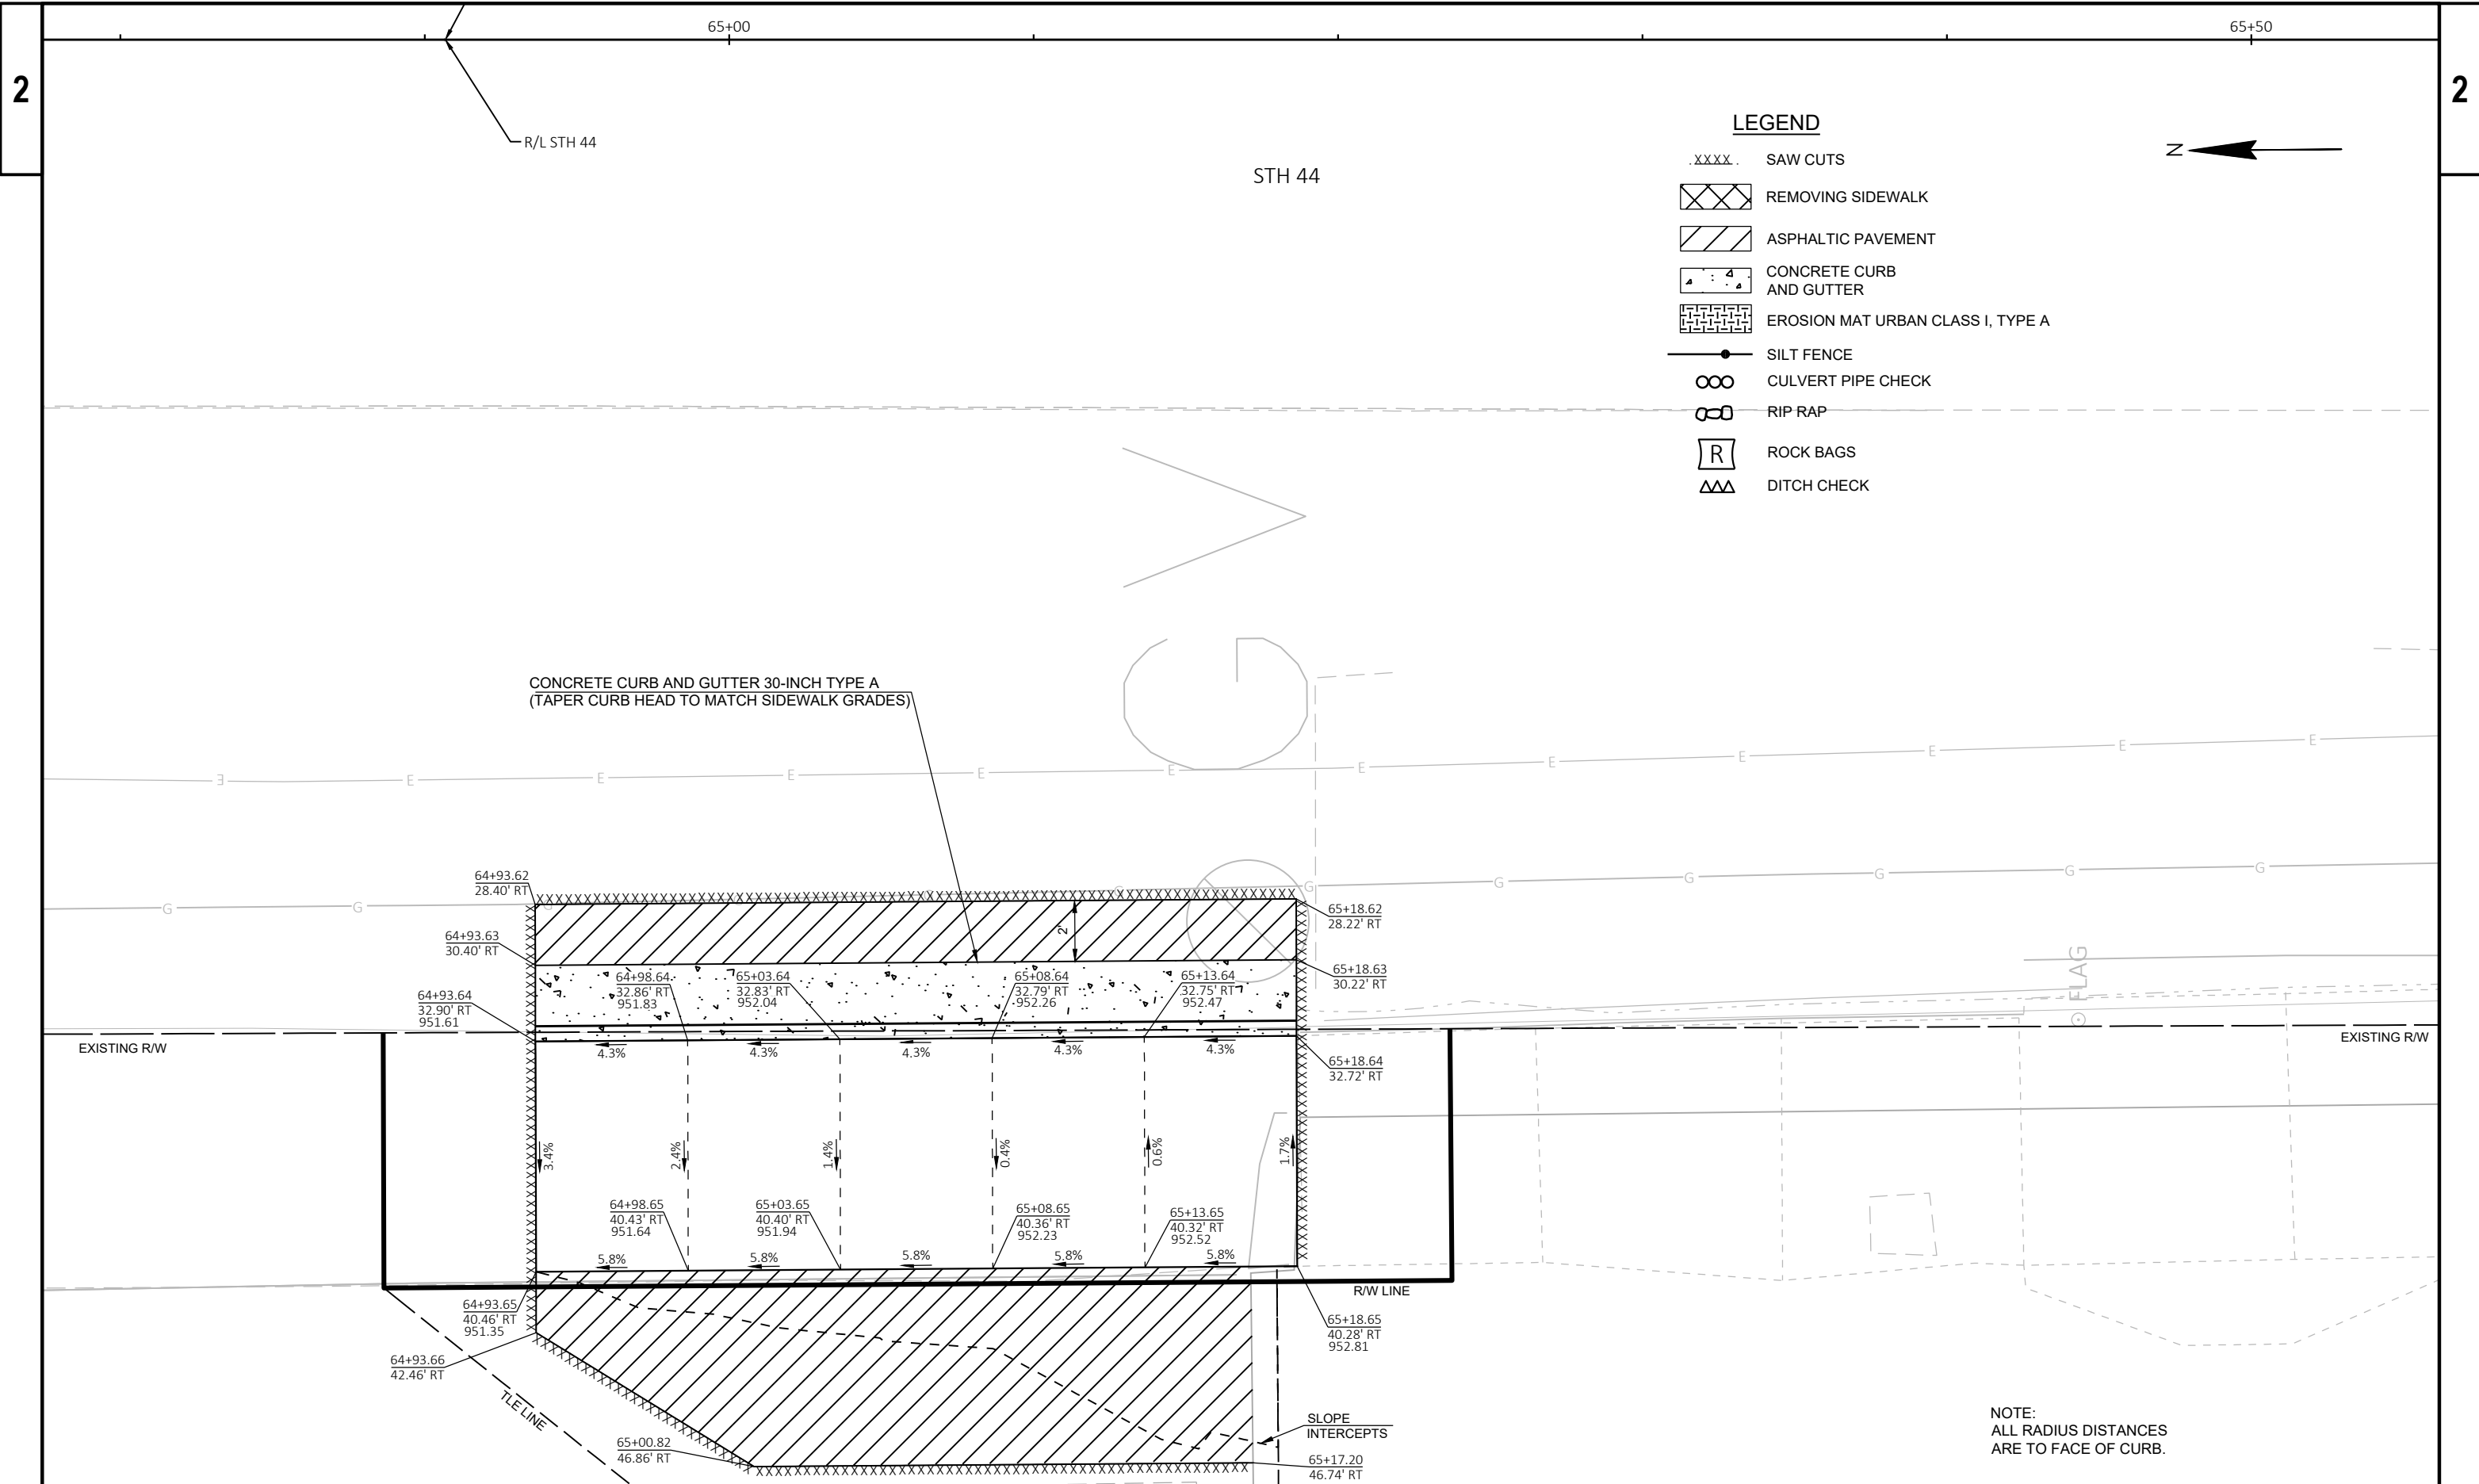 65+00
65+50
2
2
R/L STH 44
STH 44
LEGEND
XXXX
SAW CUTS
REMOVING SIDEWALK
ASPHALTIC PAVEMENT
CONCRETE CURB
AND GUTTER
EROSION MAT URBAN CLASS I, TYPE A
SILT FENCE
CULVERT PIPE CHECK
RIP RAP
R
ROCK BAGS
DITCH CHECK
N
CONCRETE CURB AND GUTTER 30-INCH TYPE A
(TAPER CURB HEAD TO MATCH SIDEWALK GRADES)
E E E E E E E E E E E E
G G G G G G G G G
64+93.62
28.40' RT
65+18.62
28.22' RT
2'
64+93.63
30.40' RT
65+18.63
30.22' RT
64+98.64
32.86' RT
951.83
65+03.64
32.83' RT
952.04
65+08.64
32.79' RT
952.26
65+13.64
32.75' RT
952.47
64+93.64
32.90' RT
951.61
FLAG
EXISTING R/W
EXISTING R/W
4.3%
4.3%
4.3%
4.3%
4.3%
65+18.64
32.72' RT
3.4%
2.4%
1.4%
0.4%
0.6%
1.7%
64+98.65
40.43' RT
951.64
65+03.65
40.40' RT
951.94
65+08.65
40.36' RT
952.23
65+13.65
40.32' RT
952.52
5.8%
5.8%
5.8%
5.8%
5.8%
R/W LINE
64+93.65
40.46' RT
951.35
65+18.65
40.28' RT
952.81
64+93.66
42.46' RT
TLE LINE
SLOPE
INTERCEPTS
65+00.82
46.86' RT
65+17.20
46.74' RT
NOTE:
ALL RADIUS DISTANCES
ARE TO FACE OF CURB.